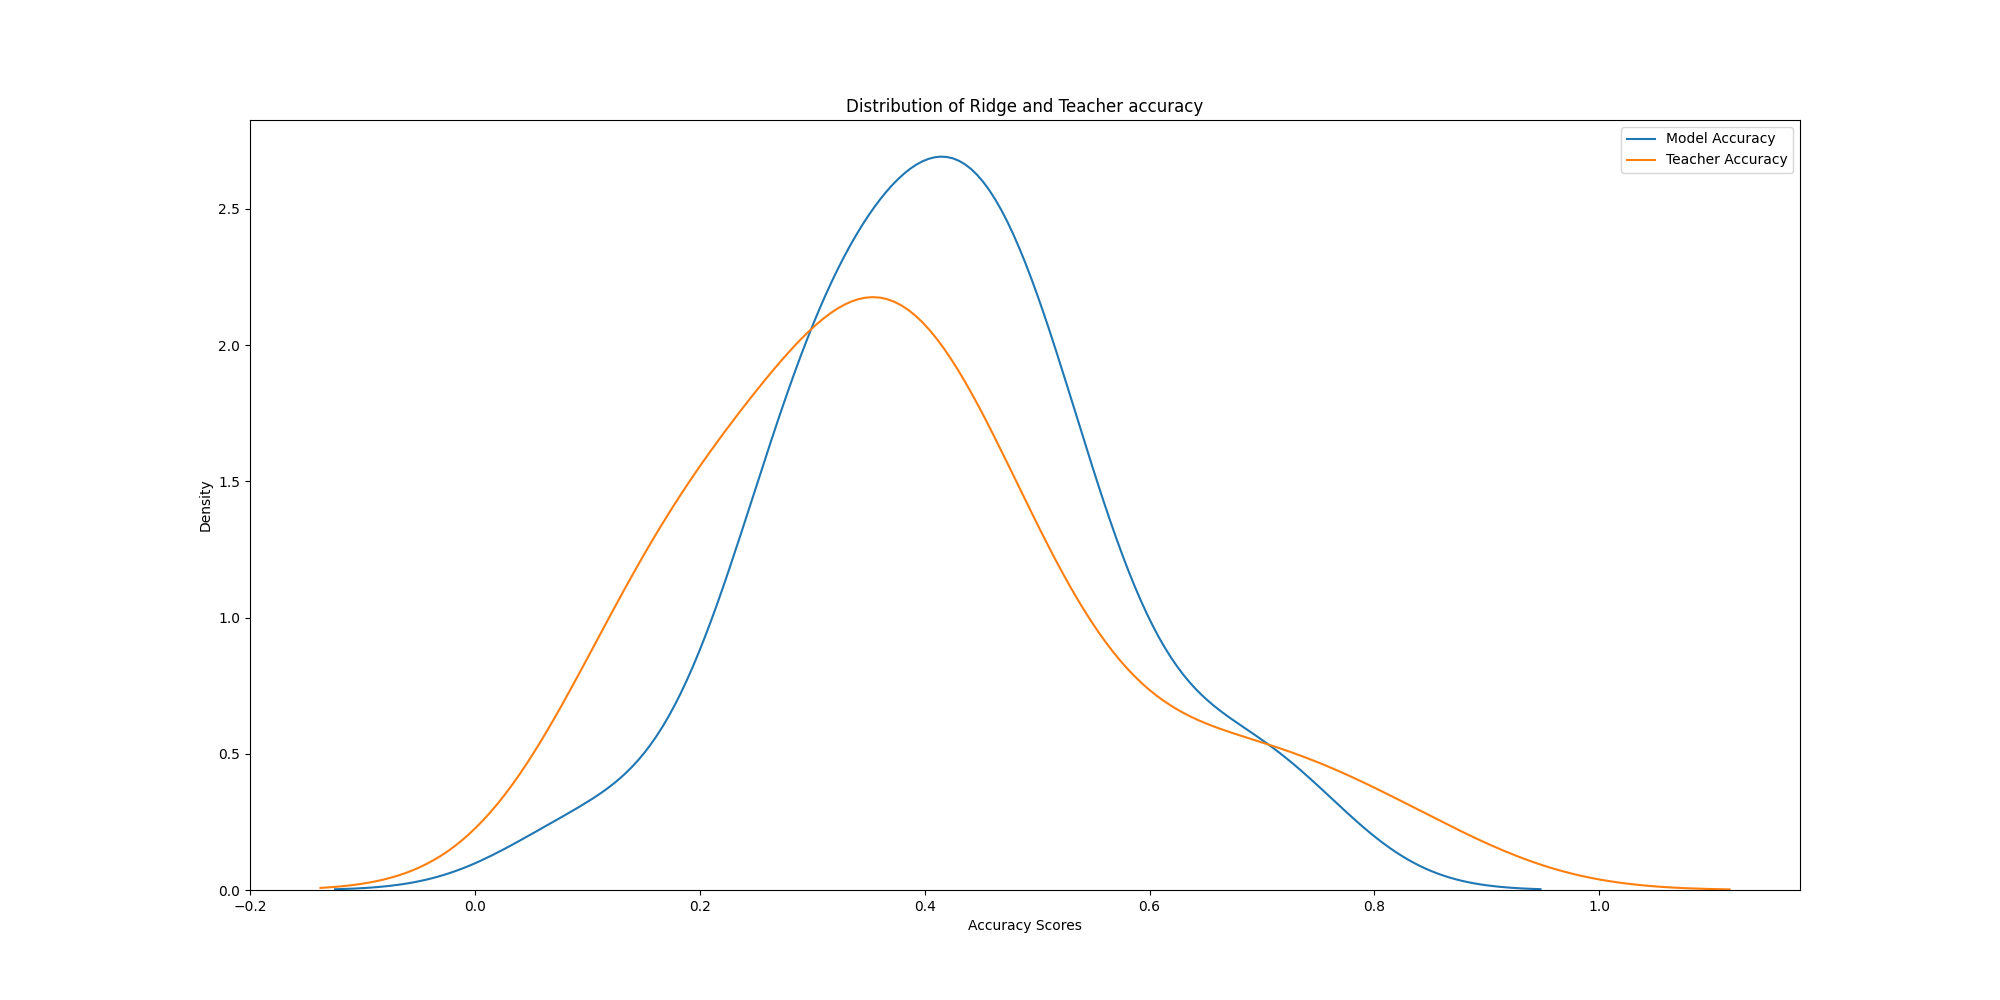 Distribution of Ridge and Teacher accuracy
Model Accuracy
Teacher Accuracy
Density
2.5
2.0
1.5
1.0
0.5
0.0
−0.2 0.0 0.2 0.4 0.6 0.8 1.0
Accuracy Scores